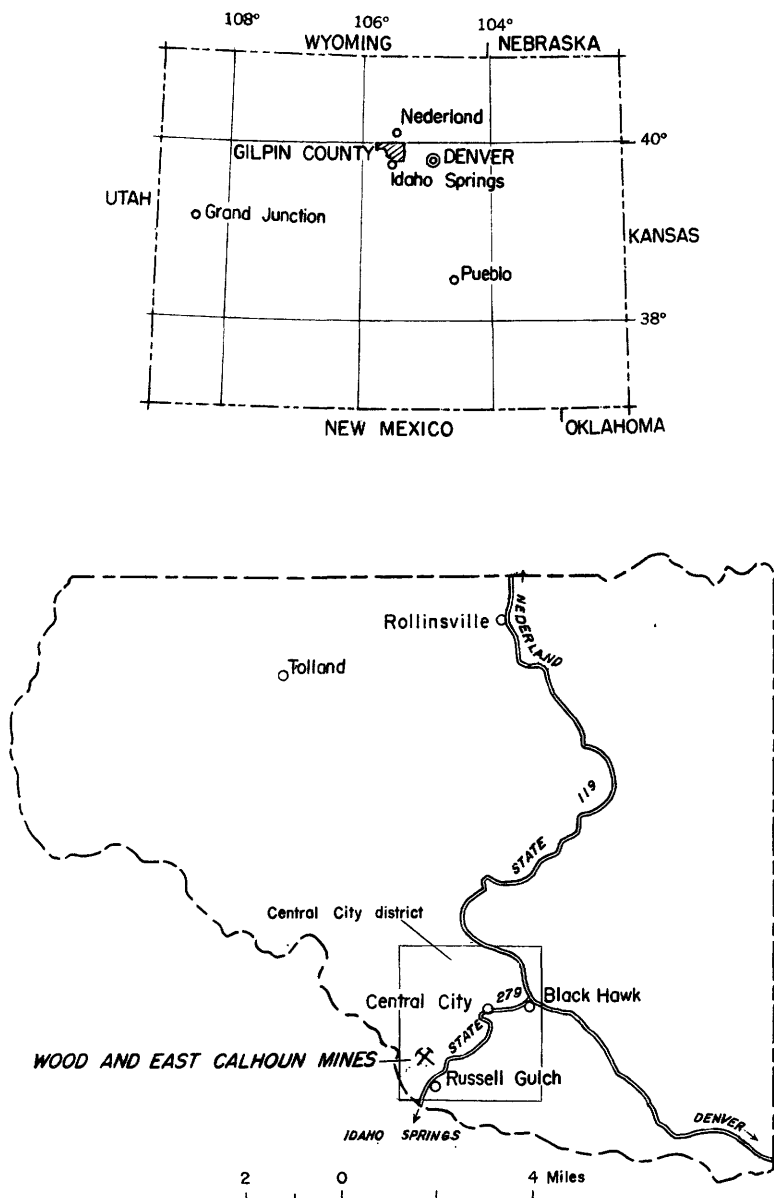 108° 106° 104°
WYOMING NEBRASKA
Nederland
40°
GILPIN COUNTY DENVER
Idaho Springs
UTAH
Grand Junction
KANSAS
Pueblo
38°
NEW MEXICO OKLAHOMA
Rollinsville
NEDERLAND
Tolland
119
STATE
Central City district
279
Black Hawk
Central City
STATE
WOOD AND EAST CALHOUN MINES
Russell Gulch
DENVER
IDAHO SPRINGS
2 0 4 Miles